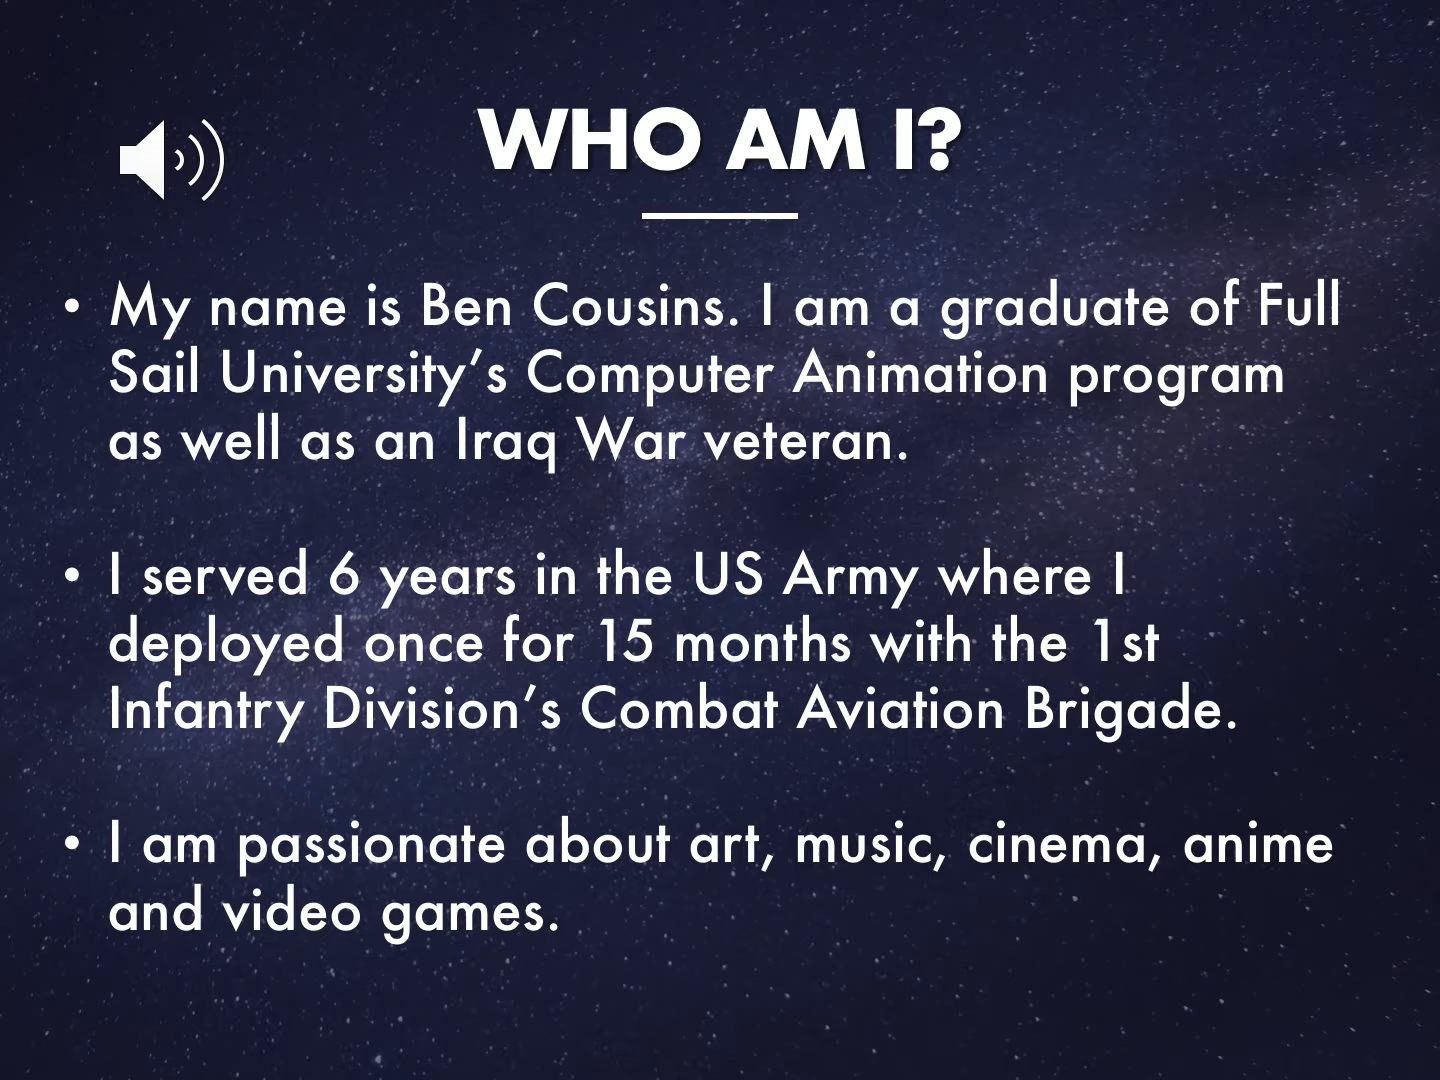 WHO AM I?
• My name is Ben Cousins. I am a graduate of Full
Sail University’s Computer Animation program
as well as an Iraq War veteran.
• I served 6 years in the US Army where I
deployed once for 15 months with the 1st
Infantry Division’s Combat Aviation Brigade.
• I am passionate about art, music, cinema, anime
and video games.